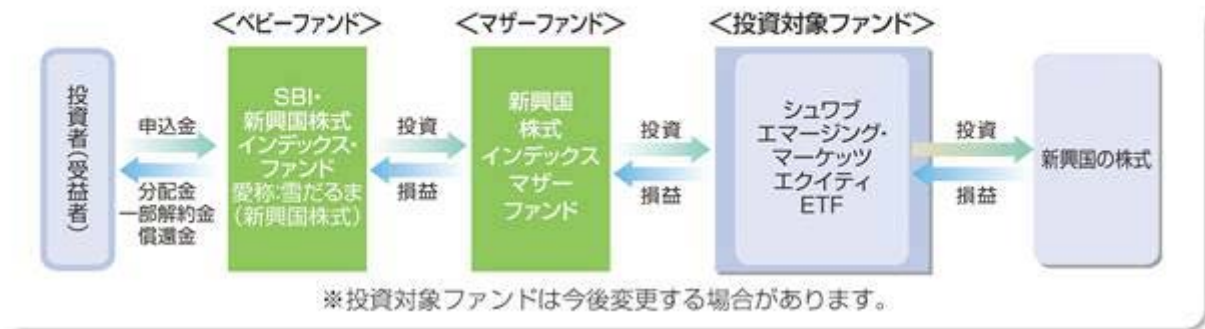 ＜ベビーファンド＞
＜マザーファンド＞
＜投資対象ファンド＞
投資者（受益者）
申込金
分配金
一部解約金
償還金
SBI・
新興国株式
インデックス・
ファンド
愛称：雪だるま
（新興国株式）
投資
損益
新興国
株式
インデックス
マザー
ファンド
投資
損益
シュワブ
エマージング・
マーケッツ
エクイティ
ETF
投資
損益
新興国の株式
※投資対象ファンドは今後変更する場合があります。